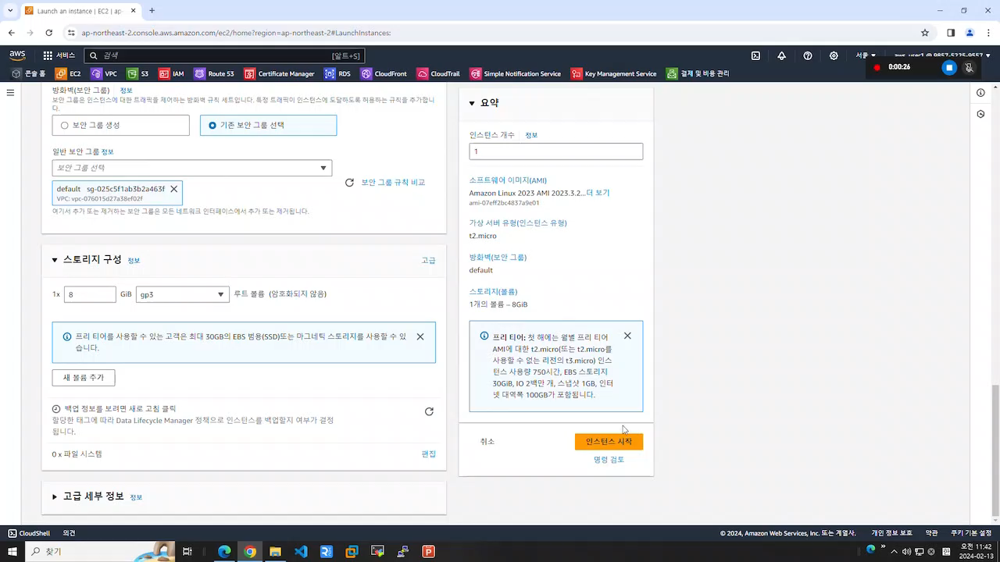 Launch an instance | EC2 | ap-
ap-northeast-2.console.aws.amazon.com/ec2/home?region=ap-northeast-2#LaunchInstances:
aws
서비스
검색
[알트+S]
서울
00:00:26
콘솔 홈
EC2
VPC
S3
IAM
Route 53
Certificate Manager
RDS
CloudFront
CloudTrail
Simple Notification Service
Key Management Service
결제 및 비용 관리
방화벽(보안 그룹) 정보
보안 그룹은 인스턴스에 대한 트래픽을 제어하는 방화벽 규칙 세트입니다. 특정 트래픽이 인스턴스에 도달하도록 허용하는 규칙을 추가합니
다.
보안 그룹 생성
기존 보안 그룹 선택
일반 보안 그룹 정보
보안 그룹 선택
보안 그룹 규칙 비교
default sg-025c5f1ab3b2a463f
VPC: vpc-076015d27a38ef02f
여기서 추가 또는 제거하는 보안 그룹은 모든 네트워크 인터페이스에서 추가 또는 제거됩니다.
스토리지 구성 정보
고급
1x
8
GiB
gp3
루트 볼륨 (암호화되지 않음)
프리 티어를 사용할 수 있는 고객은 최대 30GB의 EBS 범용(SSD)또는 마그네틱 스토리지를 사용할 수 있
습니다.
새 볼륨 추가
백업 정보를 보려면 새로 고침 클릭
할당한 태그에 따라 Data Lifecycle Manager 정책으로 인스턴스를 백업할지 여부가 결정
됩니다.
0 x 파일 시스템
편집
고급 세부 정보 정보
요약
인스턴스 개수 정보
1
소프트웨어 이미지(AMI)
Amazon Linux 2023 AMI 2023.3.2...더 보기
ami-07eff2bc4837a9e01
가상 서버 유형(인스턴스 유형)
t2.micro
방화벽(보안 그룹)
default
스토리지(볼륨)
1개의 볼륨 – 8GiB
프리 티어: 첫 해에는 월별 프리 티어
AMI에 대한 t2.micro(또는 t2.micro를
사용할 수 없는 리전의 t3.micro) 인스
턴스 사용량 750시간, EBS 스토리지
30GiB, IO 2백만 개, 스냅샷 1GB, 인터
넷 대역폭 100GB가 포함됩니다.
취소
인스턴스 시작
명령 검토
CloudShell
의견
© 2024, Amazon Web Services, Inc. 또는 계열사.
개인 정보 보호
약관
쿠키 기본 설정
찾기
오전 11:42
2024-02-13